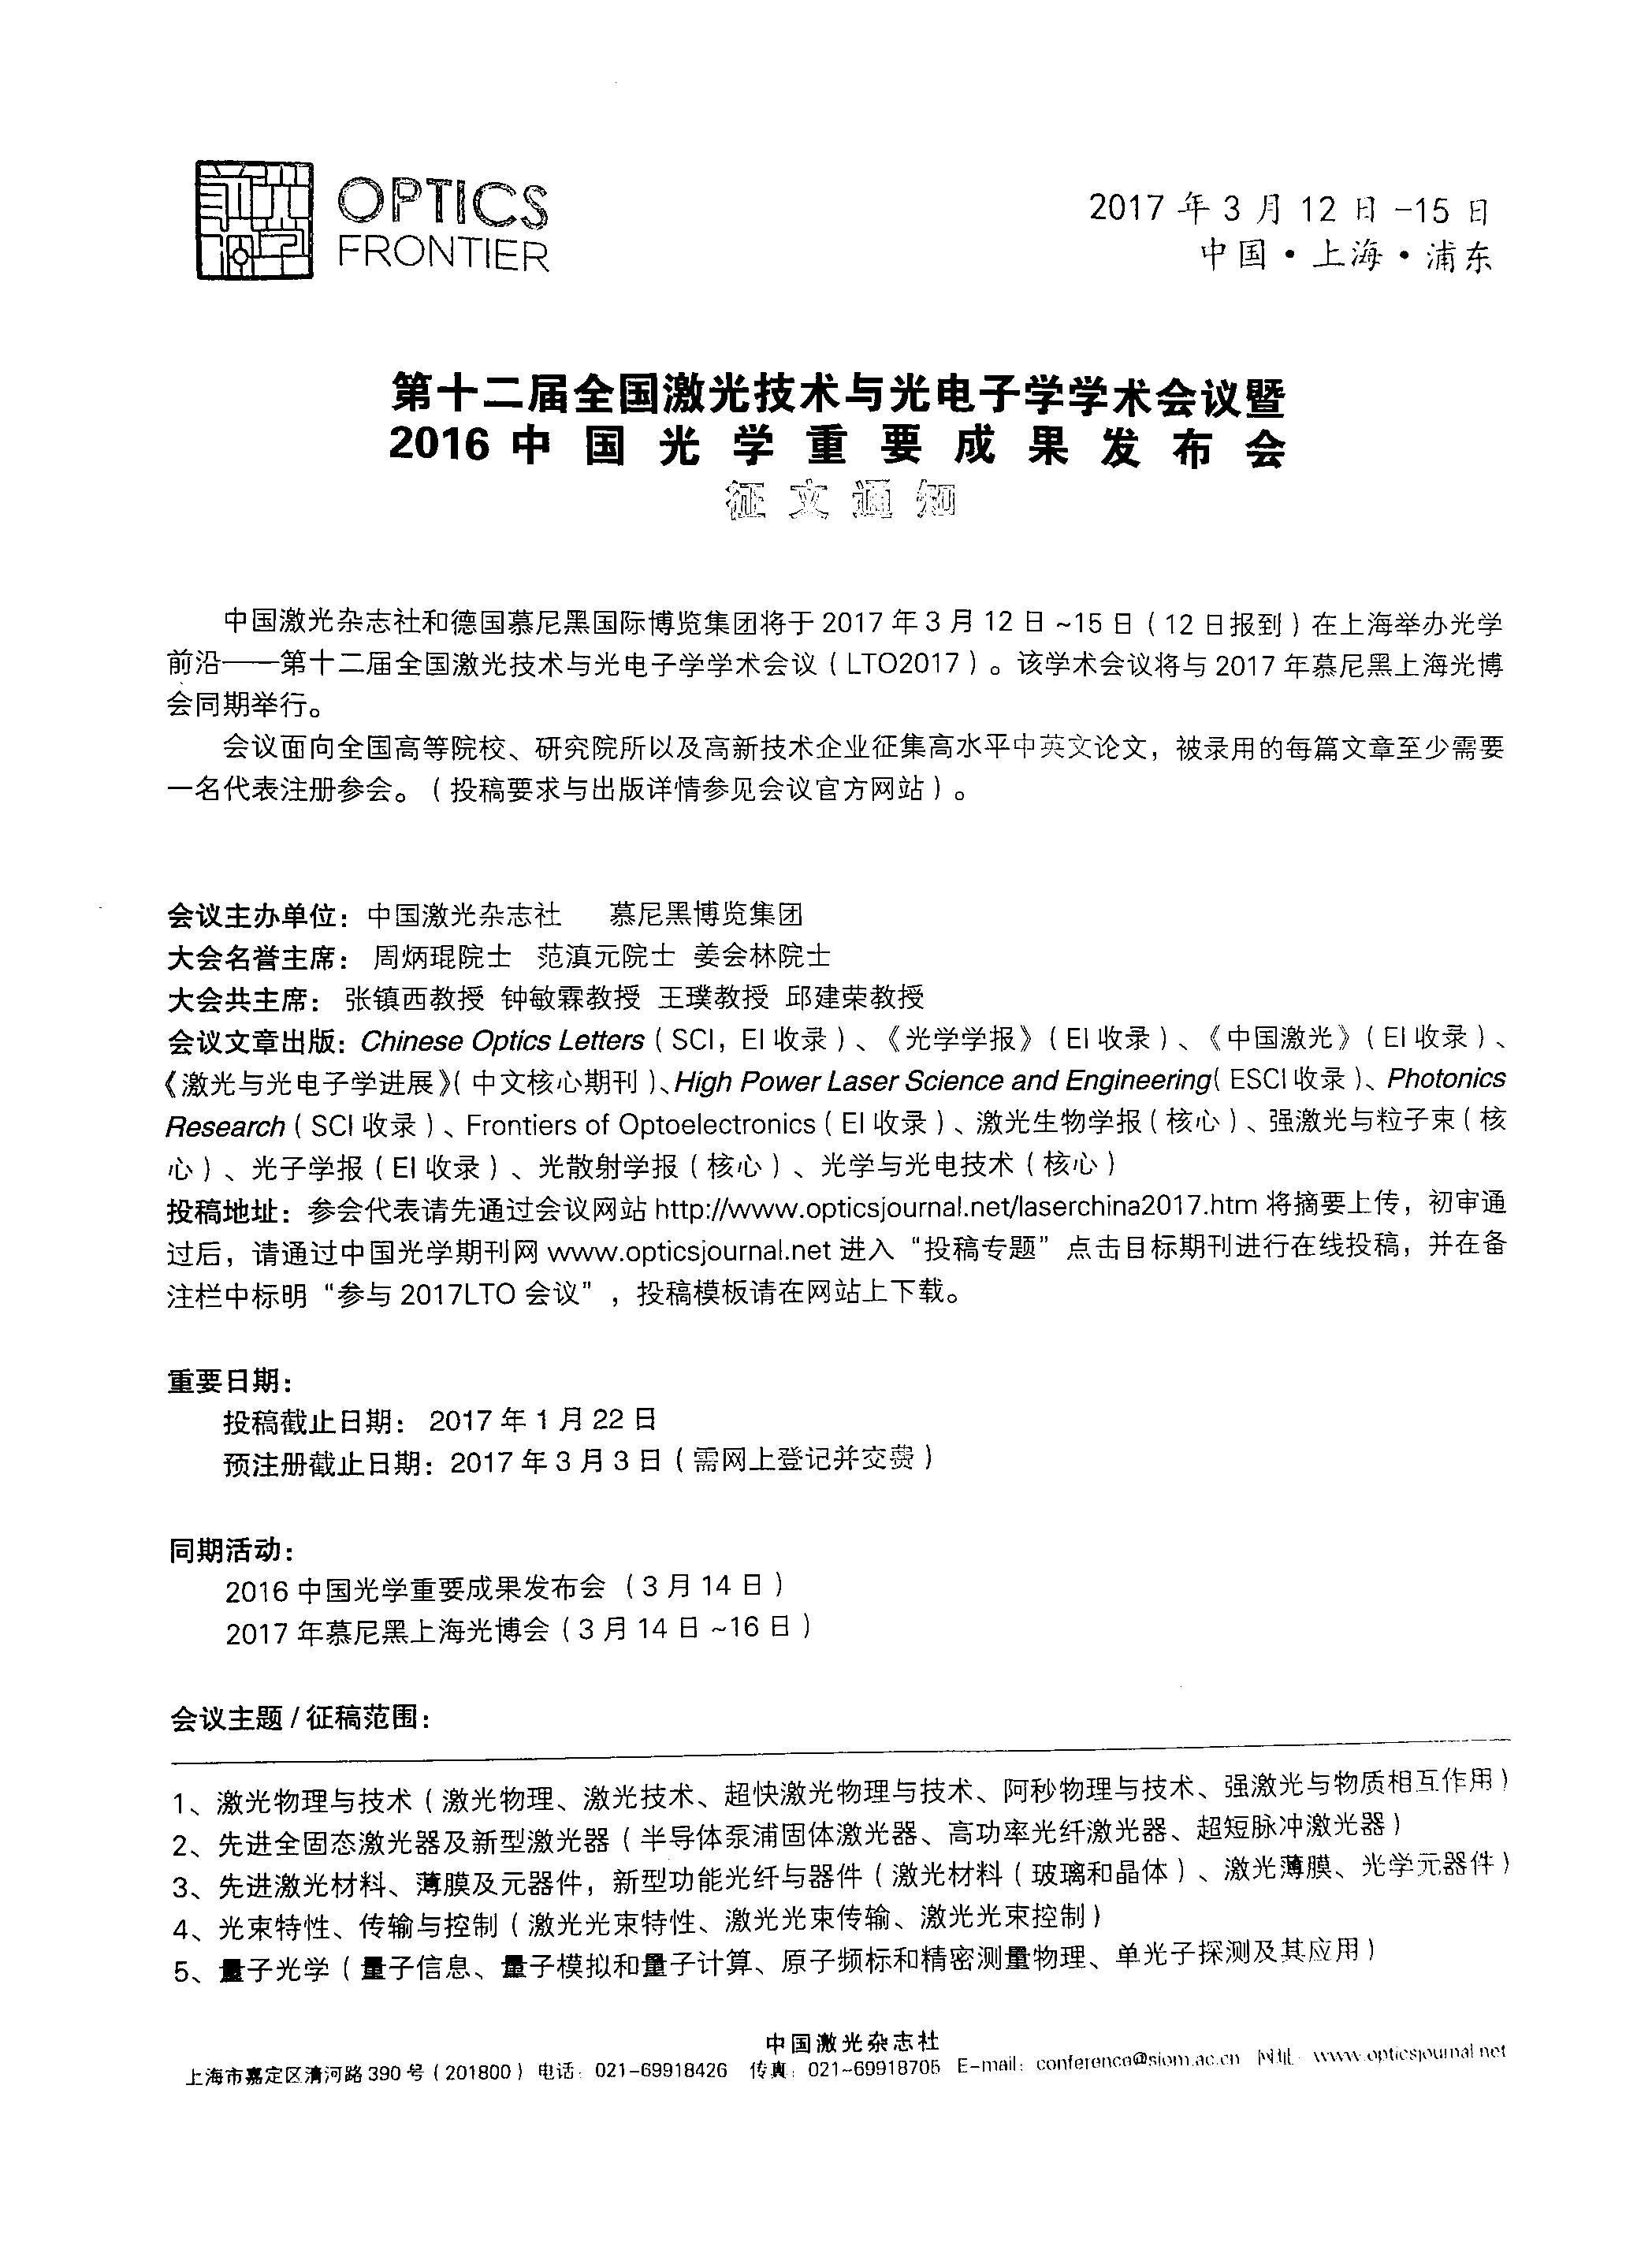 OPTICS
FRONTIER
2017 年 3 月 12 日 -15 日
中国·上海·浦东
第十二届全国激光技术与光电子学学术会议暨
2016 中国光学重要成果发布会
征文通知
中国激光杂志社和德国慕尼黑国际博览集团将于 2017 年 3 月 12 日 ~15 日（12 日报到）在上海举办光学
前沿——第十二届全国激光技术与光电子学学术会议（LTO2017）。该学术会议将与 2017 年慕尼黑上海光博
会同期举行。
会议面向全国高等院校、研究院所以及高新技术企业征集高水平中英文论文，被录用的每篇文章至少需要
一名代表注册参会。（投稿要求与出版详情参见会议官方网站）。
会议主办单位：中国激光杂志社 慕尼黑博览集团
大会名誉主席： 周炳琨院士 范滇元院士 姜会林院士
大会共主席： 张镇西教授 钟敏霖教授 王璞教授 邱建荣教授
会议文章出版：Chinese Optics Letters（SCI，EI 收录）、《光学学报》（EI 收录）、《中国激光》（EI 收录）、
《激光与光电子学进展》（中文核心期刊）、High Power Laser Science and Engineering（ESCI 收录）、Photonics
Research（SCI 收录）、Frontiers of Optoelectronics（EI 收录）、激光生物学报（核心）、强激光与粒子束（核
心）、光子学报（EI 收录）、光散射学报（核心）、光学与光电技术（核心）
投稿地址：参会代表请先通过会议网站 http://www.opticsjournal.net/laserchina2017.htm 将摘要上传，初审通
过后，请通过中国光学期刊网 www.opticsjournal.net 进入“投稿专题”点击目标期刊进行在线投稿，并在备
注栏中标明“参与 2017LTO 会议”，投稿模板请在网站上下载。
重要日期：
投稿截止日期： 2017 年 1 月 22 日
预注册截止日期：2017 年 3 月 3 日（需网上登记并交费）
同期活动：
2016 中国光学重要成果发布会（3 月 14 日）
2017 年慕尼黑上海光博会（3 月 14 日 ~16 日）
会议主题 / 征稿范围：
1、激光物理与技术（激光物理、激光技术、超快激光物理与技术、阿秒物理与技术、强激光与物质相互作用）
2、先进全固态激光器及新型激光器（半导体泵浦固体激光器、高功率光纤激光器、超短脉冲激光器）
3、先进激光材料、薄膜及元器件，新型功能光纤与器件（激光材料（玻璃和晶体）、激光薄膜、光学元器件）
4、光束特性、传输与控制（激光光束特性、激光光束传输、激光光束控制）
5、量子光学（量子信息、量子模拟和量子计算、原子频标和精密测量物理、单光子探测及其应用）
中国激光杂志社
上海市嘉定区清河路 390 号（201800） 电话：021-69918426 传真：021-69918705 E-mail：conference@siom.ac.cn 网址：www.opticsjournal.net